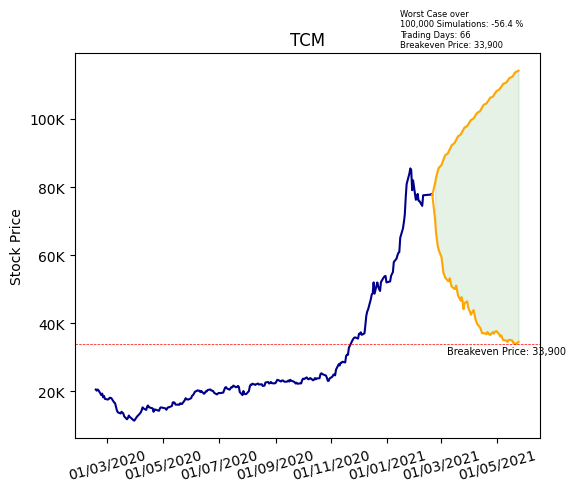 Worst Case over
100,000 Simulations: -56.4 %
Trading Days: 66
Breakeven Price: 33,900
TCM
100K
80K
60K
40K
20K
Stock Price
Breakeven Price: 33,900
01/03/2020
01/05/2020
01/07/2020
01/09/2020
01/11/2020
01/01/2021
01/03/2021
01/05/2021